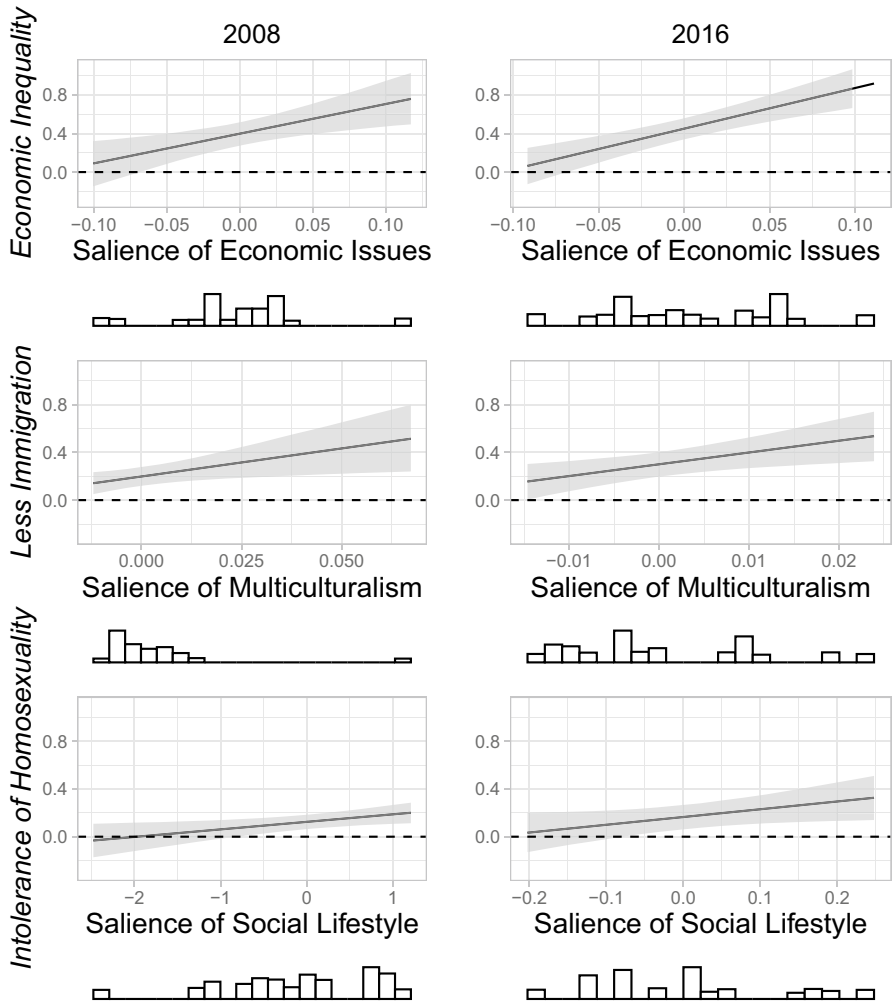 2008
2016
Economic Inequality
0.8
0.4
0.0
−0.10 −0.05 0.00 0.05 0.10
Salience of Economic Issues
0.8
0.4
0.0
−0.10 −0.05 0.00 0.05 0.10
Salience of Economic Issues
Less Immigration
0.8
0.4
0.0
0.000 0.025 0.050
Salience of Multiculturalism
0.8
0.4
0.0
−0.01 0.00 0.01 0.02
Salience of Multiculturalism
Intolerance of Homosexuality
0.8
0.4
0.0
−2 −1 0 1
Salience of Social Lifestyle
0.8
0.4
0.0
−0.2 −0.1 0.0 0.1 0.2
Salience of Social Lifestyle